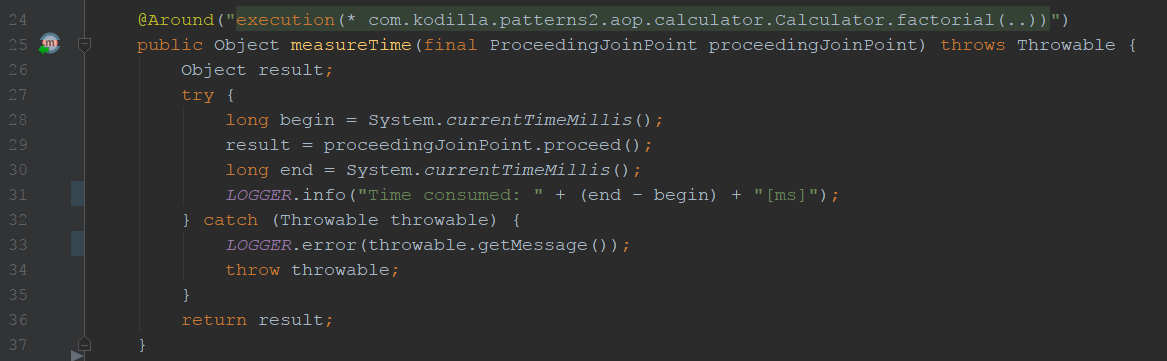 24 @Around("execution(* com.kodilla.patterns2.aop.calculator.Calculator.factorial(..))")
25 m public Object measureTime(final ProceedingJoinPoint proceedingJoinPoint) throws Throwable {
26 Object result;
27 try {
28 long begin = System.currentTimeMillis();
29 result = proceedingJoinPoint.proceed();
30 long end = System.currentTimeMillis();
31 LOGGER.info("Time consumed: " + (end - begin) + "[ms]");
32 } catch (Throwable throwable) {
33 LOGGER.error(throwable.getMessage());
34 throw throwable;
35 }
36 return result;
37 }